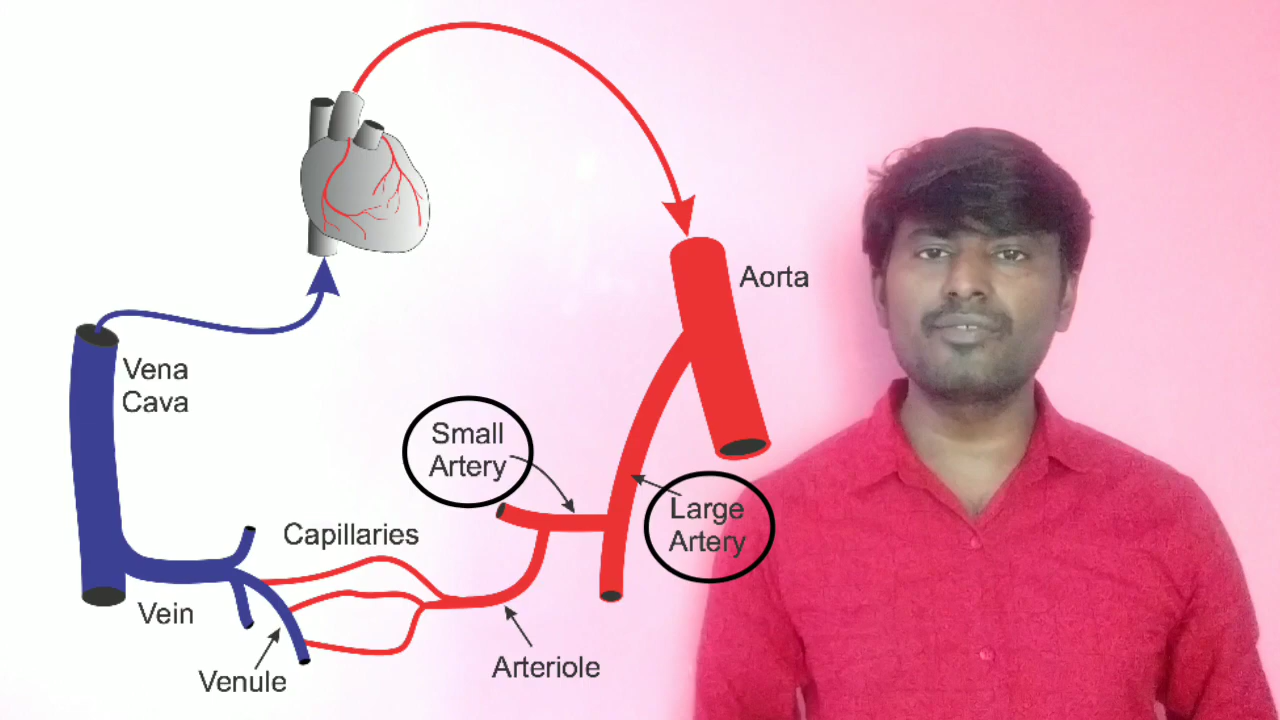 Aorta
Vena
Cava
Small
Artery
Large
Artery
Capillaries
Vein
Arteriole
Venule